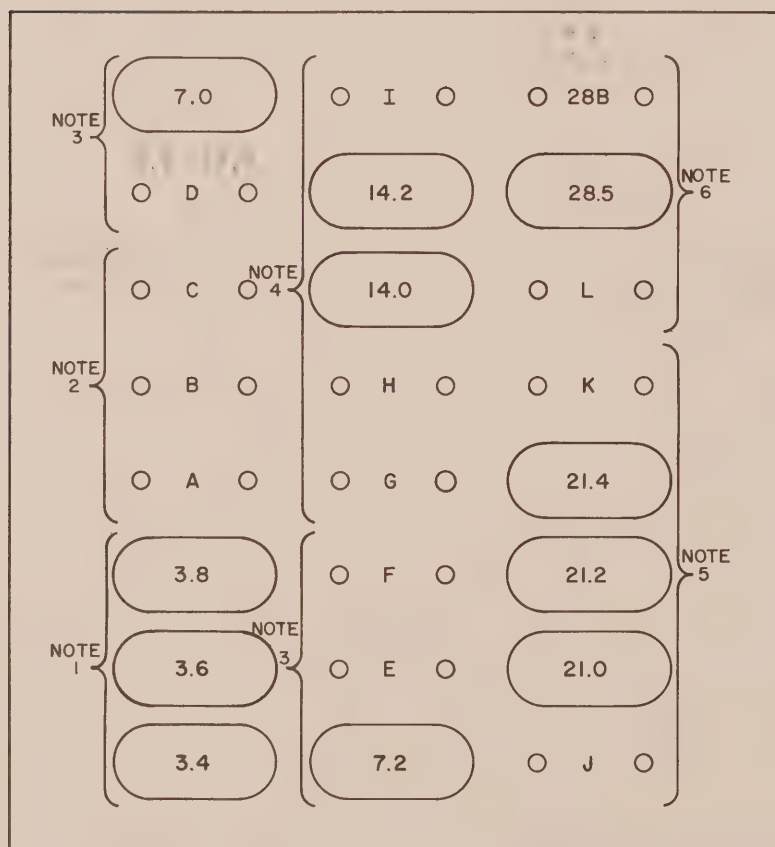 7.0
I
28B
NOTE
3
D
14.2
28.5
NOTE
6
C
NOTE
4
14.0
L
NOTE
2
B
H
K
A
G
21.4
3.8
F
21.2
NOTE
5
NOTE
1
3.6
NOTE
3
E
21.0
3.4
7.2
J